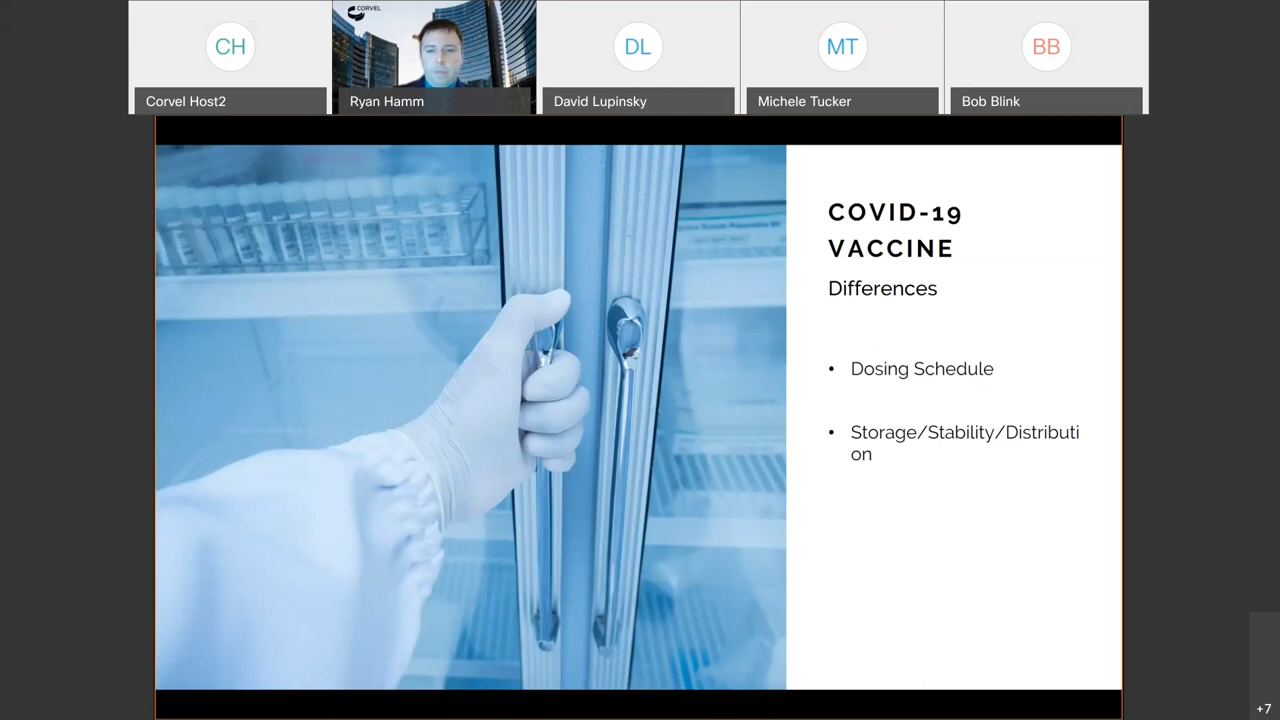 CH
CORVEL
DL
MT
BB
Corvel Host2
Ryan Hamm
David Lupinsky
Michele Tucker
Bob Blink
COVID-19
VACCINE
Differences
• Dosing Schedule
• Storage/Stability/Distributi
on
+7